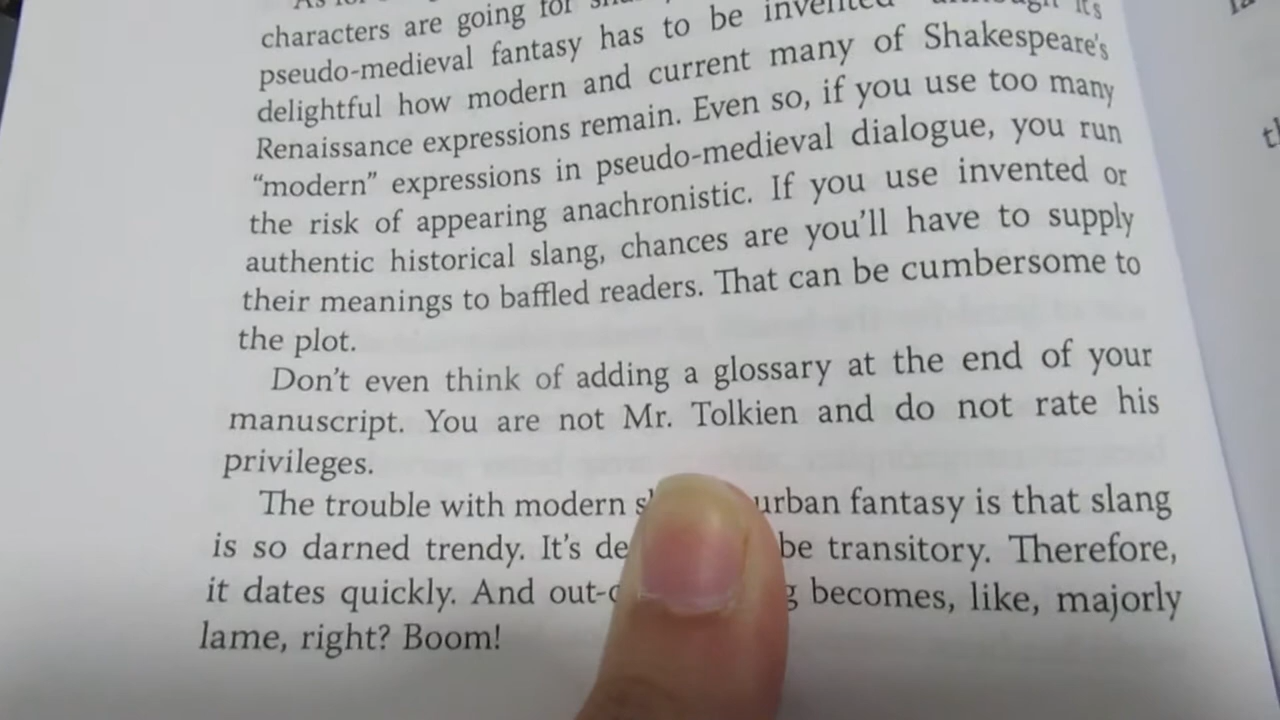 As for
characters are going for
pseudo-medieval fantasy has to be invented although it's
delightful how modern and current many of Shakespeare's
Renaissance expressions remain. Even so, if you use too many
“modern” expressions in pseudo-medieval dialogue, you run
the risk of appearing anachronistic. If you use invented or
authentic historical slang, chances are you’ll have to supply
their meanings to baffled readers. That can be cumbersome to
the plot.
Don’t even think of adding a glossary at the end of your
manuscript. You are not Mr. Tolkien and do not rate his
privileges.
The trouble with modern urban fantasy is that slang
is so darned trendy. It’s be transitory. Therefore,
it dates quickly. And becomes, like, majorly
lame, right? Boom!